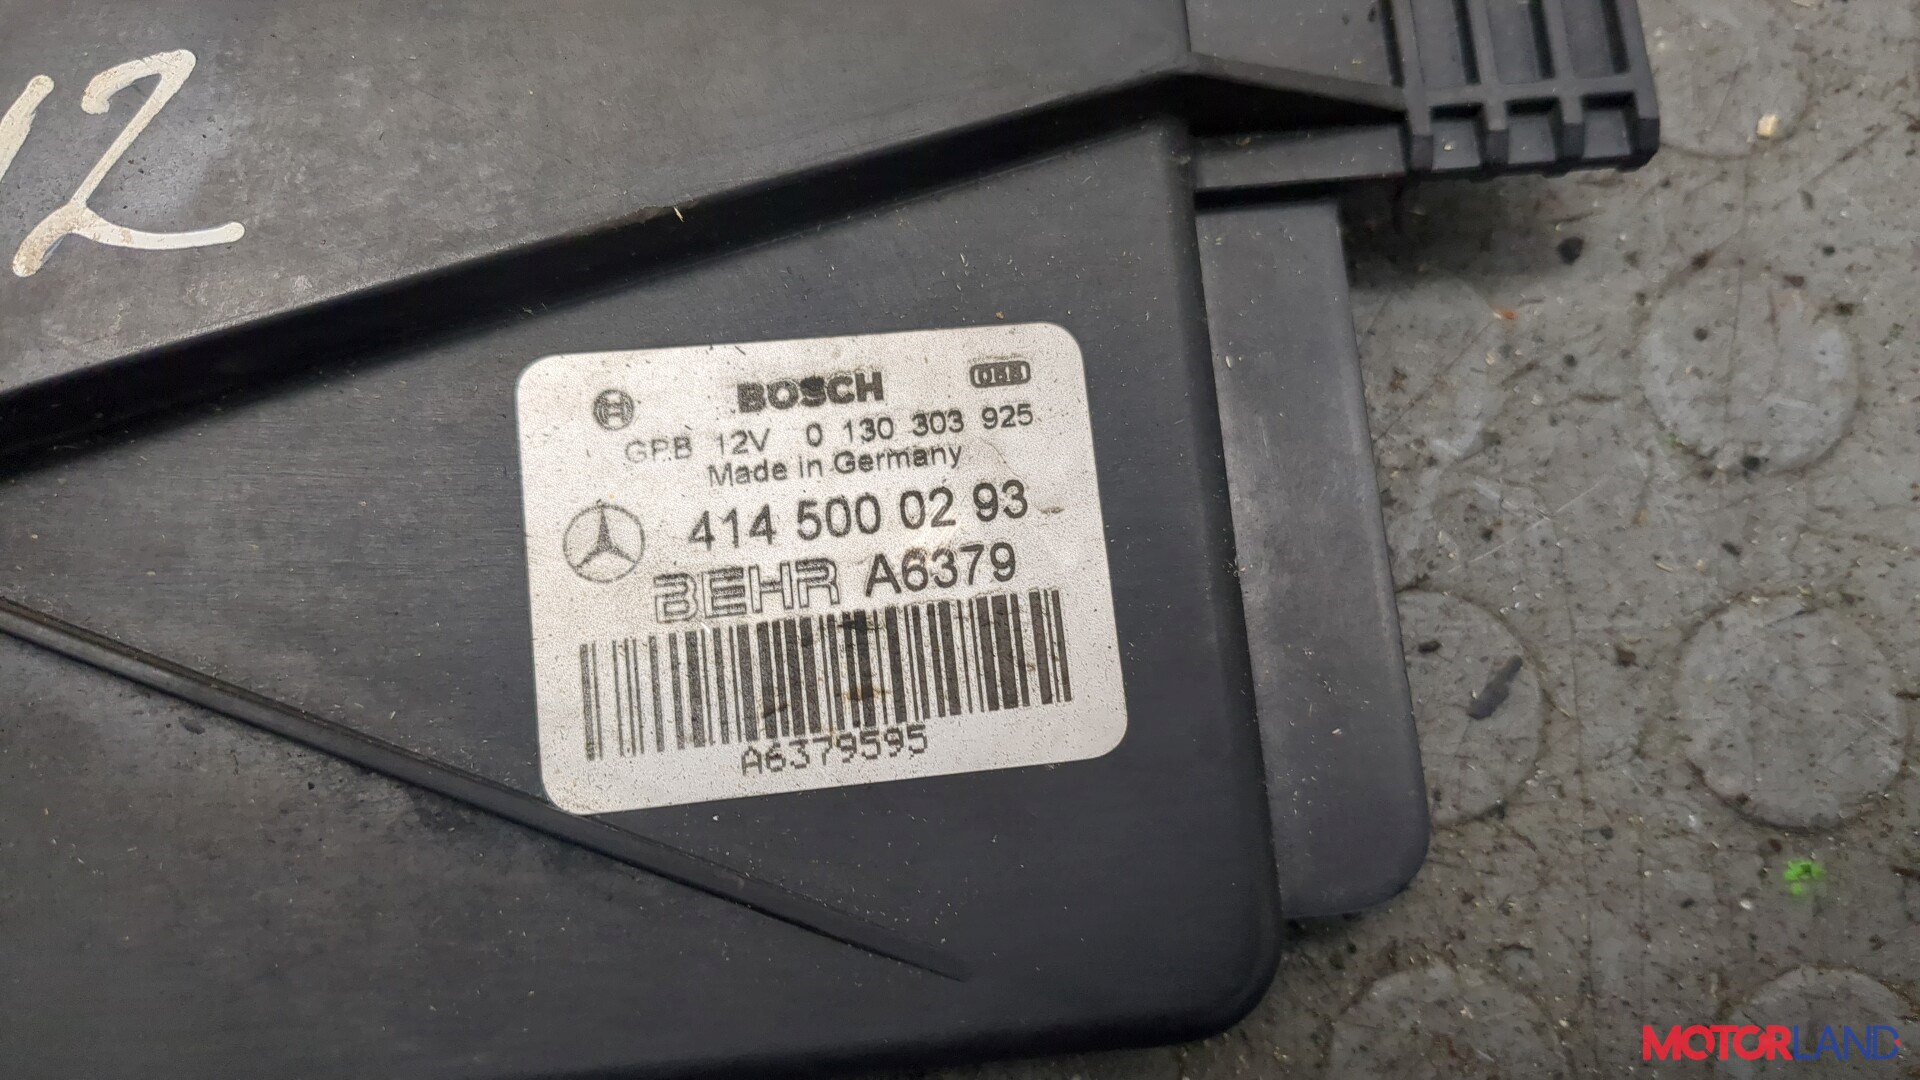 12
BOSCH 088
GPB 12V 0 130 303 925
Made in Germany
414 500 02 93
BEHR A6379
A6379595
MOTORLAND